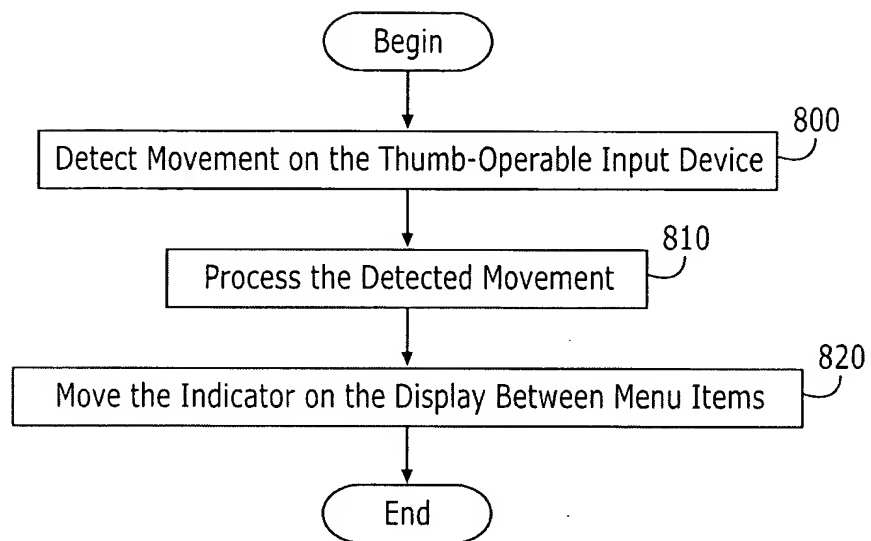 Begin
800
Detect Movement on the Thumb-Operable Input Device
810
Process the Detected Movement
820
Move the Indicator on the Display Between Menu Items
End